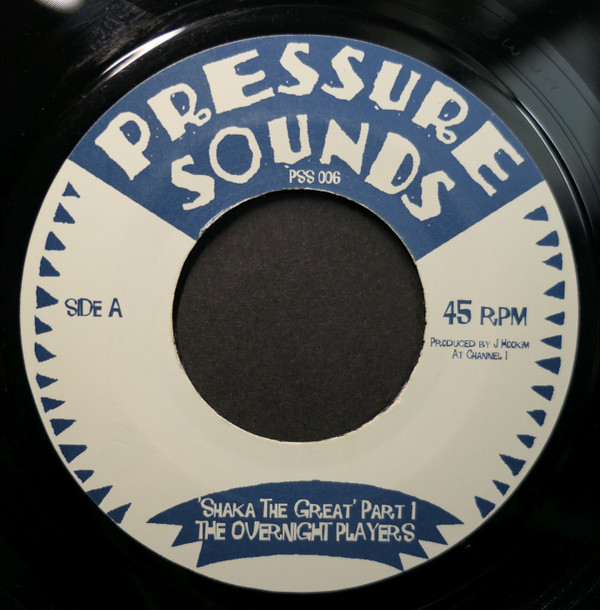 PRESSURE
SOUNDS
PSS 006
SIDE A
45 RPM
PRODUCED BY J HOOKIM
AT CHANNEL 1
'SHAKA THE GREAT' PART 1
THE OVERNIGHT PLAYERS